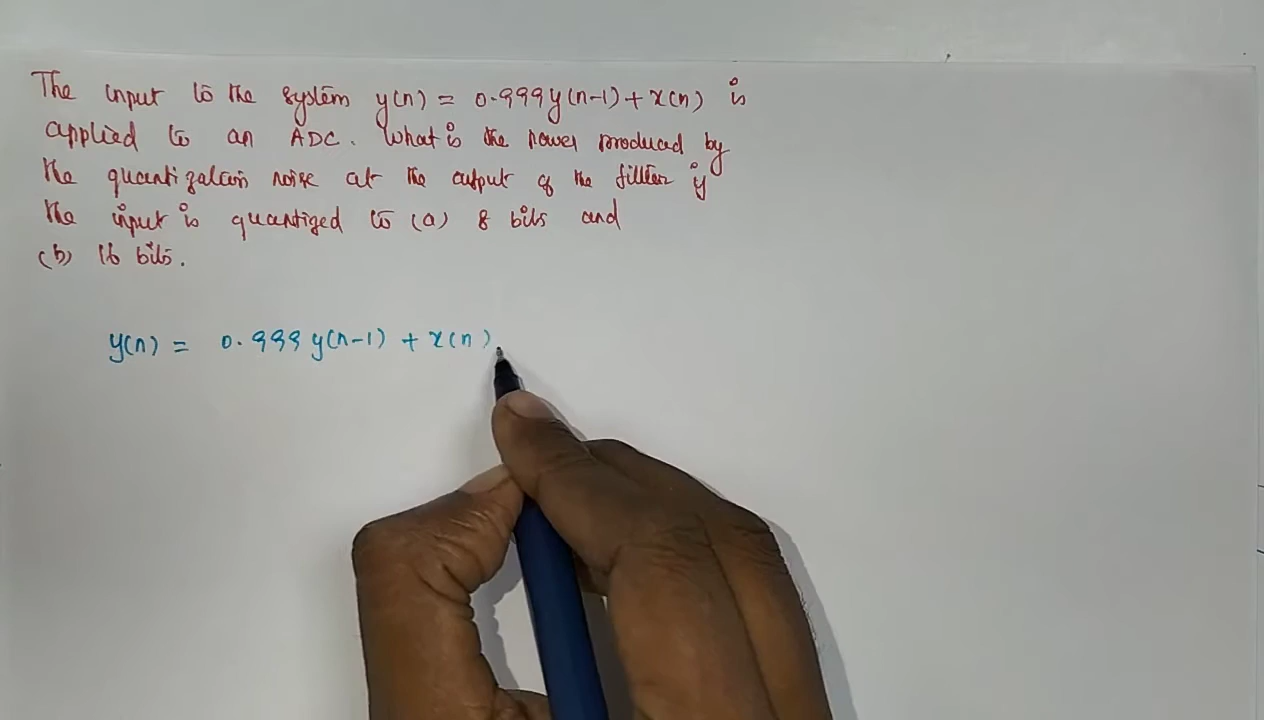 The input to the system y(n) = 0.999y(n-1) + x(n) is
applied to an ADC. What is the power produced by
the quantization noise at the output of the filter if
the input is quantized to (a) 8 bits and
(b) 16 bits.
y(n) = 0.999 y(n-1) + x(n)